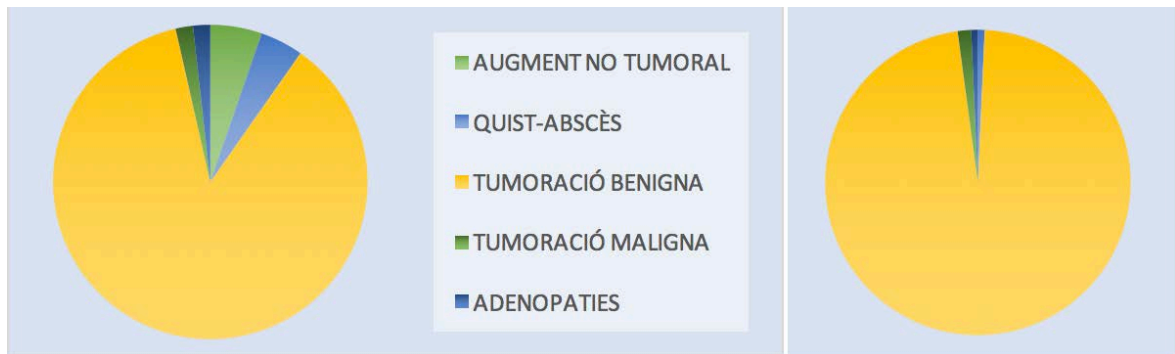 AUGMENT NO TUMORAL
QUIST-ABSCÈS
TUMORACIÓ BENIGNA
TUMORACIÓ MALIGNA
ADENOPATIES